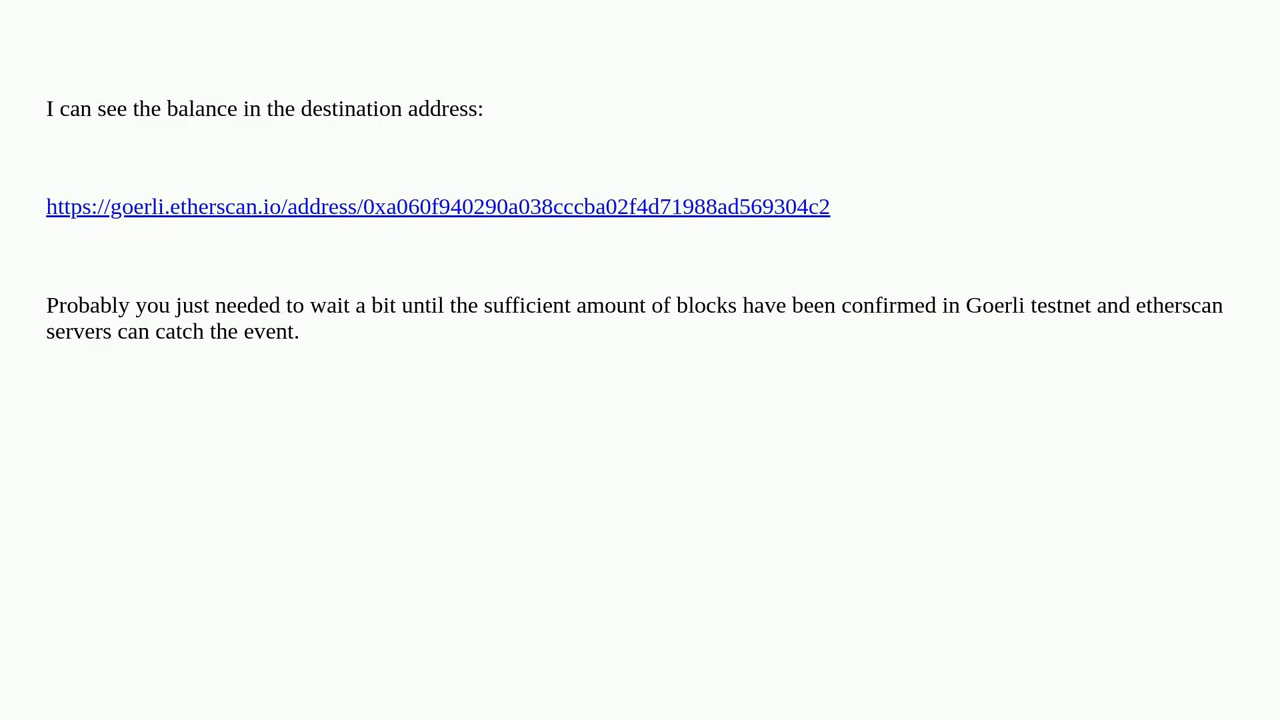 I can see the balance in the destination address:
https://goerli.etherscan.io/address/0xa060f940290a038cccba02f4d71988ad569304c2
Probably you just needed to wait a bit until the sufficient amount of blocks have been confirmed in Goerli testnet and etherscan
servers can catch the event.